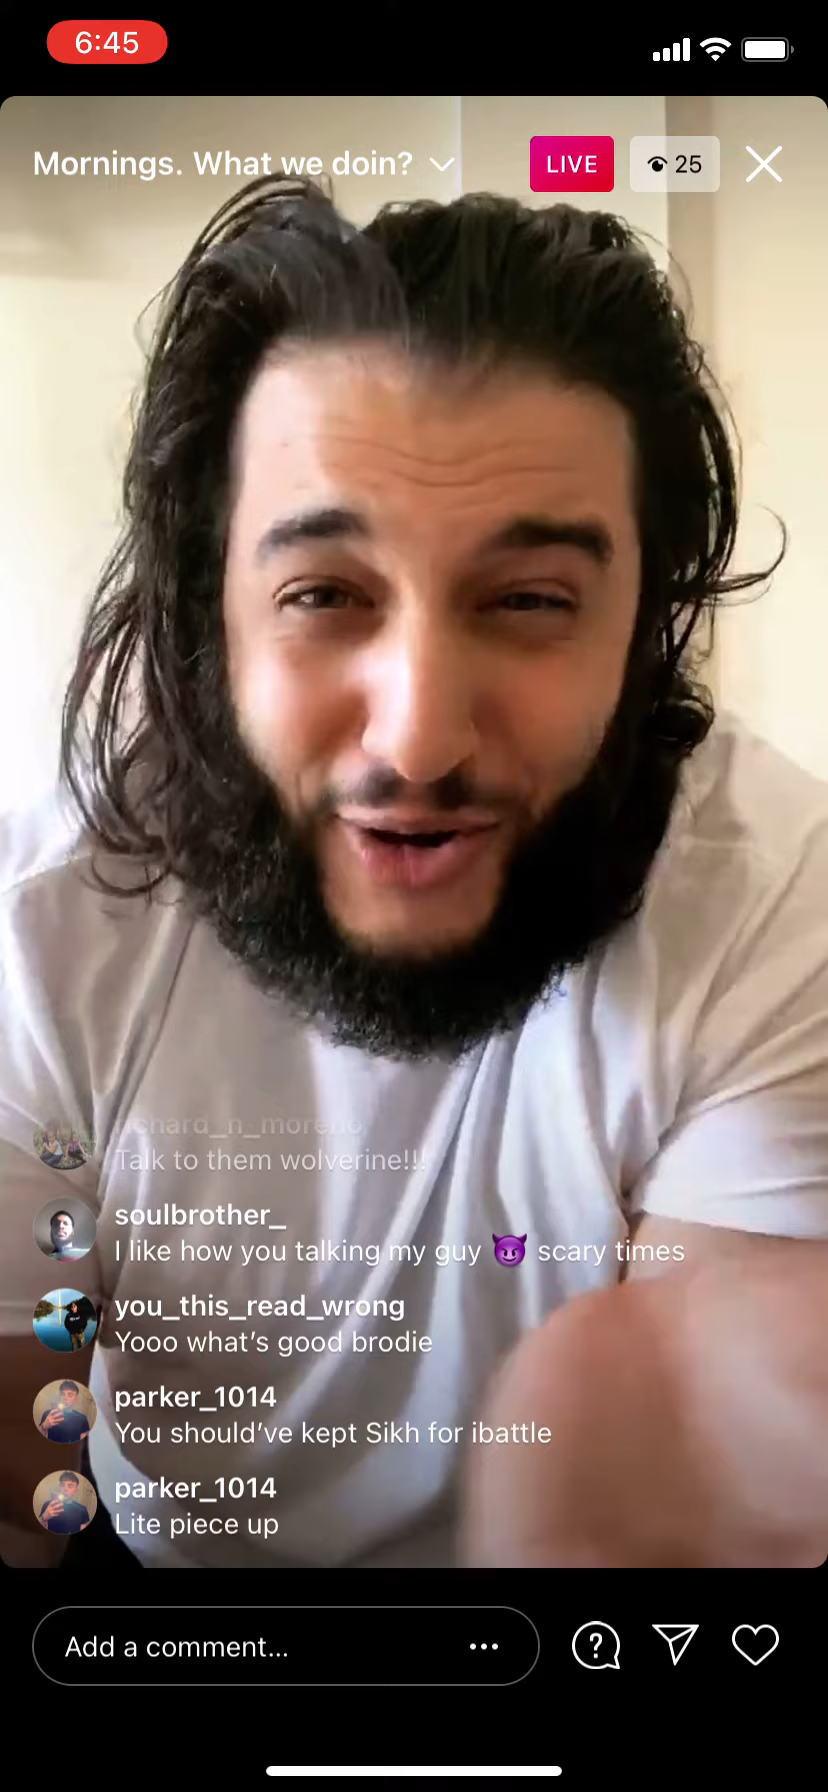 6:45
Mornings. What we doin?
LIVE
25
Talk to them wolverine!!!
soulbrother_
I like how you talking my guy 😈 scary times
you_this_read_wrong
Yooo what's good brodie
parker_1014
You should've kept Sikh for ibattle
parker_1014
Lite piece up
Add a comment...